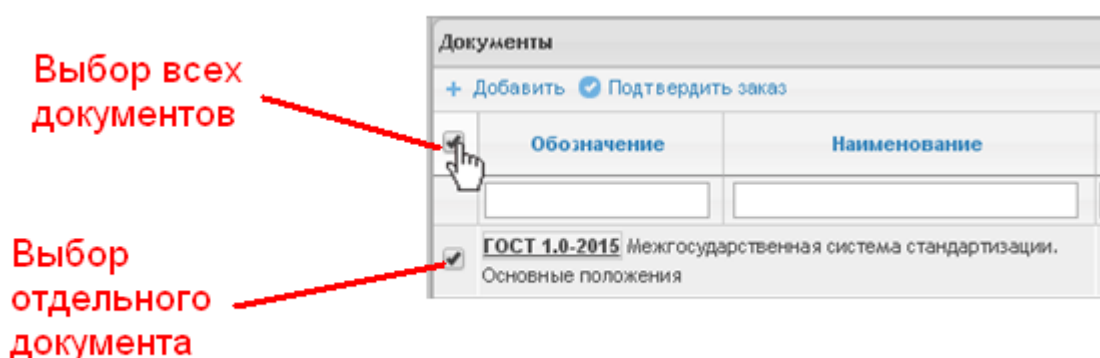 Выбор всех
документов
Документы
+ Добавить Подтвердить заказ
Обозначение Наименование
ГОСТ 1.0-2015 Межгосударственная система стандартизации.
Основные положения
Выбор
отдельного
документа